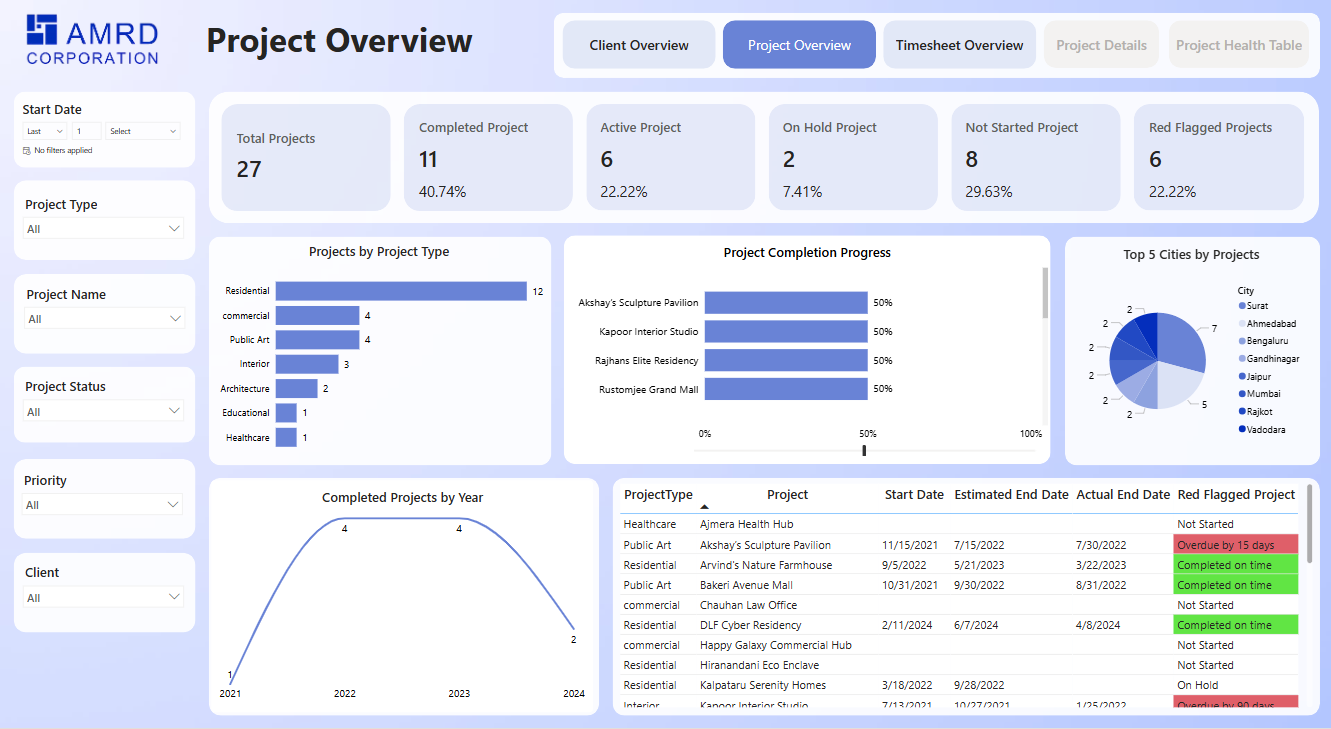 AMRD
CORPORATION
Project Overview
Client Overview
Project Overview
Timesheet Overview
Project Details
Project Health Table
Start Date
Last 1 Select
No filters applied
Project Type
All
Project Name
All
Project Status
All
Priority
All
Client
All
Total Projects
27
Completed Project
11
40.74%
Active Project
6
22.22%
On Hold Project
2
7.41%
Not Started Project
8
29.63%
Red Flagged Projects
6
22.22%
Projects by Project Type
Residential 12
commercial 4
Public Art 4
Interior 3
Architecture 2
Educational 1
Healthcare 1
Project Completion Progress
Akshay's Sculpture Pavilion 50%
Kapoor Interior Studio 50%
Rajhans Elite Residency 50%
Rustomjee Grand Mall 50%
0% 50% 100%
Top 5 Cities by Projects
7
5
2
2
2
2
2
2
City
Surat
Ahmedabad
Bengaluru
Gandhinagar
Jaipur
Mumbai
Rajkot
Vadodara
Completed Projects by Year
1
4
4
2
2021 2022 2023 2024
ProjectType Project Start Date Estimated End Date Actual End Date Red Flagged Project
Healthcare Ajmera Health Hub Not Started
Public Art Akshay's Sculpture Pavilion 11/15/2021 7/15/2022 7/30/2022 Overdue by 15 days
Residential Arvind's Nature Farmhouse 9/5/2022 5/21/2023 3/22/2023 Completed on time
Public Art Bakeri Avenue Mall 10/31/2021 9/30/2022 8/31/2022 Completed on time
commercial Chauhan Law Office Not Started
Residential DLF Cyber Residency 2/11/2024 6/7/2024 4/8/2024 Completed on time
commercial Happy Galaxy Commercial Hub Not Started
Residential Hiranandani Eco Enclave Not Started
Residential Kalpataru Serenity Homes 3/18/2022 9/28/2022 On Hold
Interior Kapoor Interior Studio 7/13/2021 10/27/2021 1/25/2022 Overdue by 90 days